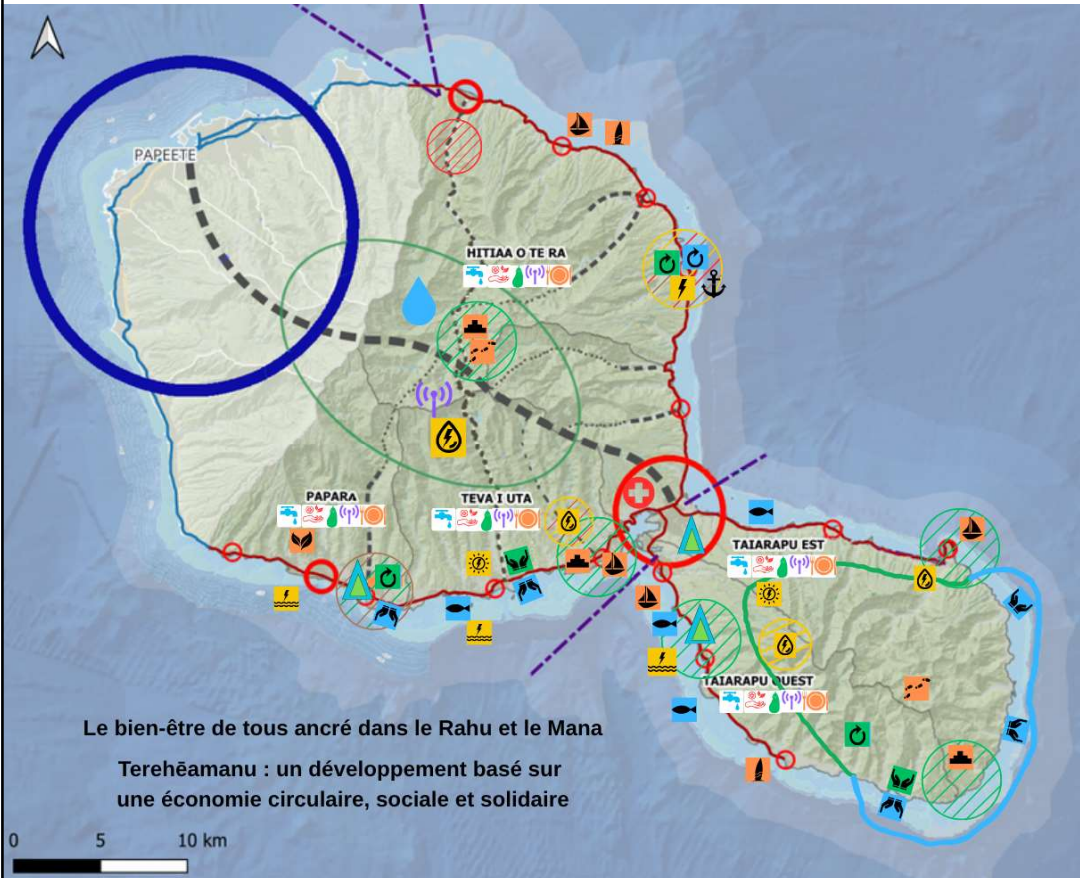 PAPEETE
HITIAA O TE RA
PAPARA
TEVA I UTA
TAIARAPU EST
TAIARAPU OUEST
Le bien-être de tous ancré dans le Rahu et le Mana
Terehēamanu : un développement basé sur
une économie circulaire, sociale et solidaire
0 5 10 km